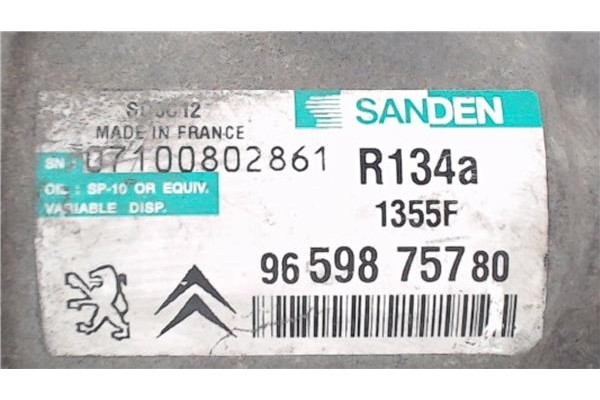 SANDEN
MADE IN FRANCE
SN 07100802861
R134a
OIL : SP-10 OR EQUIV.
VARIABLE DISP.
1355F
96 598 757 80